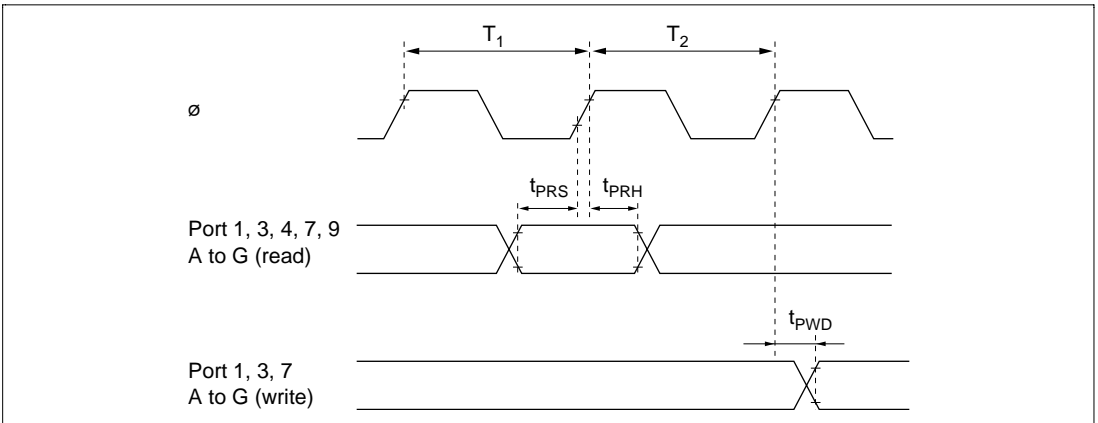 T₁ T₂
ø
tPRS tPRH
Port 1, 3, 4, 7, 9
A to G (read)
tPWD
Port 1, 3, 7
A to G (write)